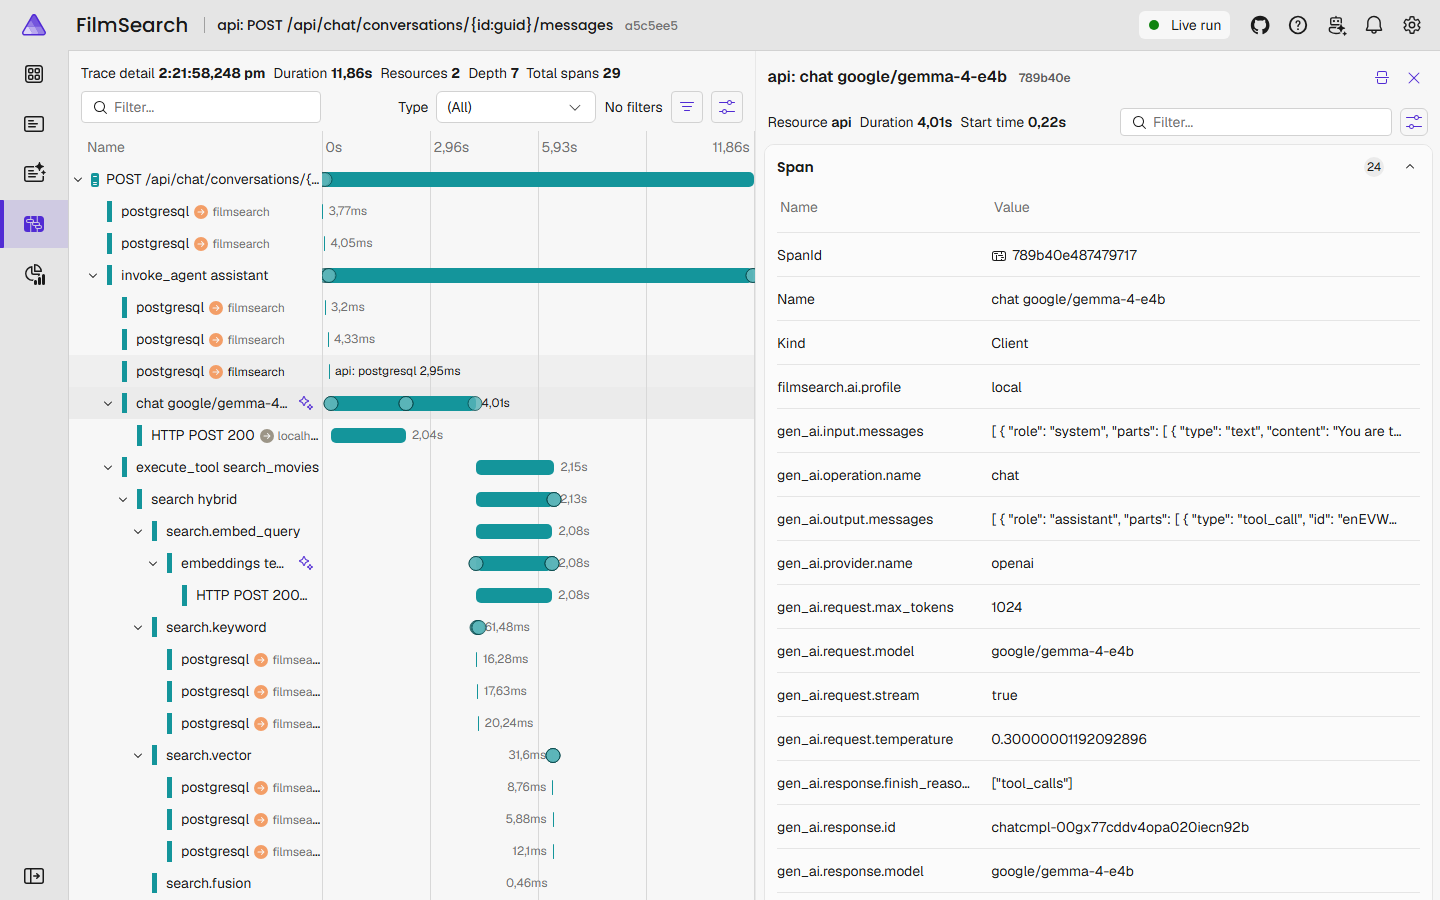 FilmSearch
api: POST /api/chat/conversations/{id:guid}/messages a5c5ee5
Live run
Trace detail 2:21:58,248 pm Duration 11,86s Resources 2 Depth 7 Total spans 29
Filter...
Type
(All)
No filters
Name
0s
2,96s
5,93s
11,86s
POST /api/chat/conversations/{...
postgresql filmsearch
3,77ms
postgresql filmsearch
4,05ms
invoke_agent assistant
postgresql filmsearch
3,2ms
postgresql filmsearch
4,33ms
postgresql filmsearch
api: postgresql 2,95ms
chat google/gemma-4...
4,01s
HTTP POST 200 localh...
2,04s
execute_tool search_movies
2,15s
search hybrid
2,13s
search.embed_query
2,08s
embeddings te...
2,08s
HTTP POST 200...
2,08s
search.keyword
61,48ms
postgresql filmsea...
16,28ms
postgresql filmsea...
17,63ms
postgresql filmsea...
20,24ms
search.vector
31,6ms
postgresql filmsea...
8,76ms
postgresql filmsea...
5,88ms
postgresql filmsea...
12,1ms
search.fusion
0,46ms
api: chat google/gemma-4-e4b 789b40e
Resource api Duration 4,01s Start time 0,22s
Filter...
Span
24
Name
Value
SpanId
789b40e487479717
Name
chat google/gemma-4-e4b
Kind
Client
filmsearch.ai.profile
local
gen_ai.input.messages
[ { "role": "system", "parts": [ { "type": "text", "content": "You are t...
gen_ai.operation.name
chat
gen_ai.output.messages
[ { "role": "assistant", "parts": [ { "type": "tool_call", "id": "enEVW...
gen_ai.provider.name
openai
gen_ai.request.max_tokens
1024
gen_ai.request.model
google/gemma-4-e4b
gen_ai.request.stream
true
gen_ai.request.temperature
0.30000001192092896
gen_ai.response.finish_reaso...
["tool_calls"]
gen_ai.response.id
chatcmpl-00gx77cddv4opa020iecn92b
gen_ai.response.model
google/gemma-4-e4b